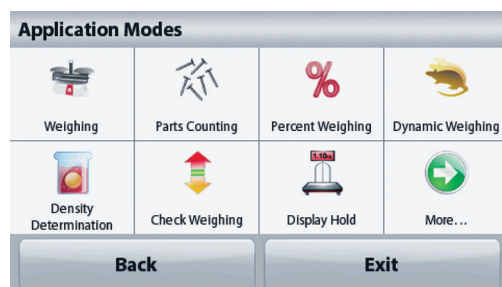 Application Modes
Weighing
Parts Counting
Percent Weighing
Dynamic Weighing
Density
Determination
Check Weighing
1.10kg
Display Hold
More...
Back
Exit